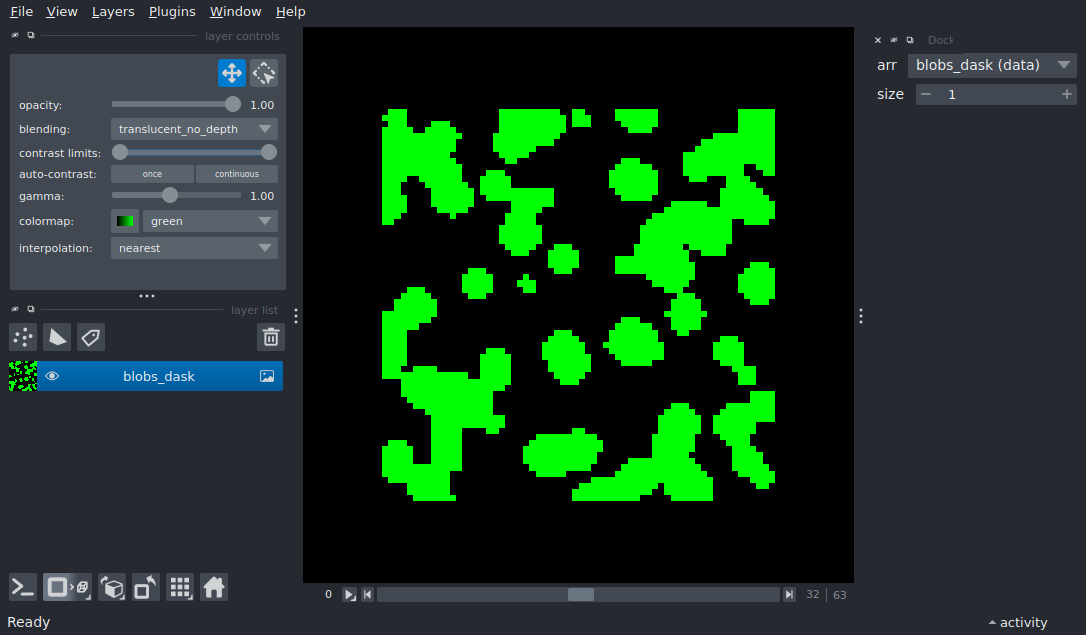 File View Layers Plugins Window Help
layer controls
opacity: 1.00
blending: translucent_no_depth
contrast limits:
auto-contrast: once continuous
gamma: 1.00
colormap: green
interpolation: nearest
layer list
blobs_dask
0 32 63
Dock
arr blobs_dask (data)
size 1
Ready
activity